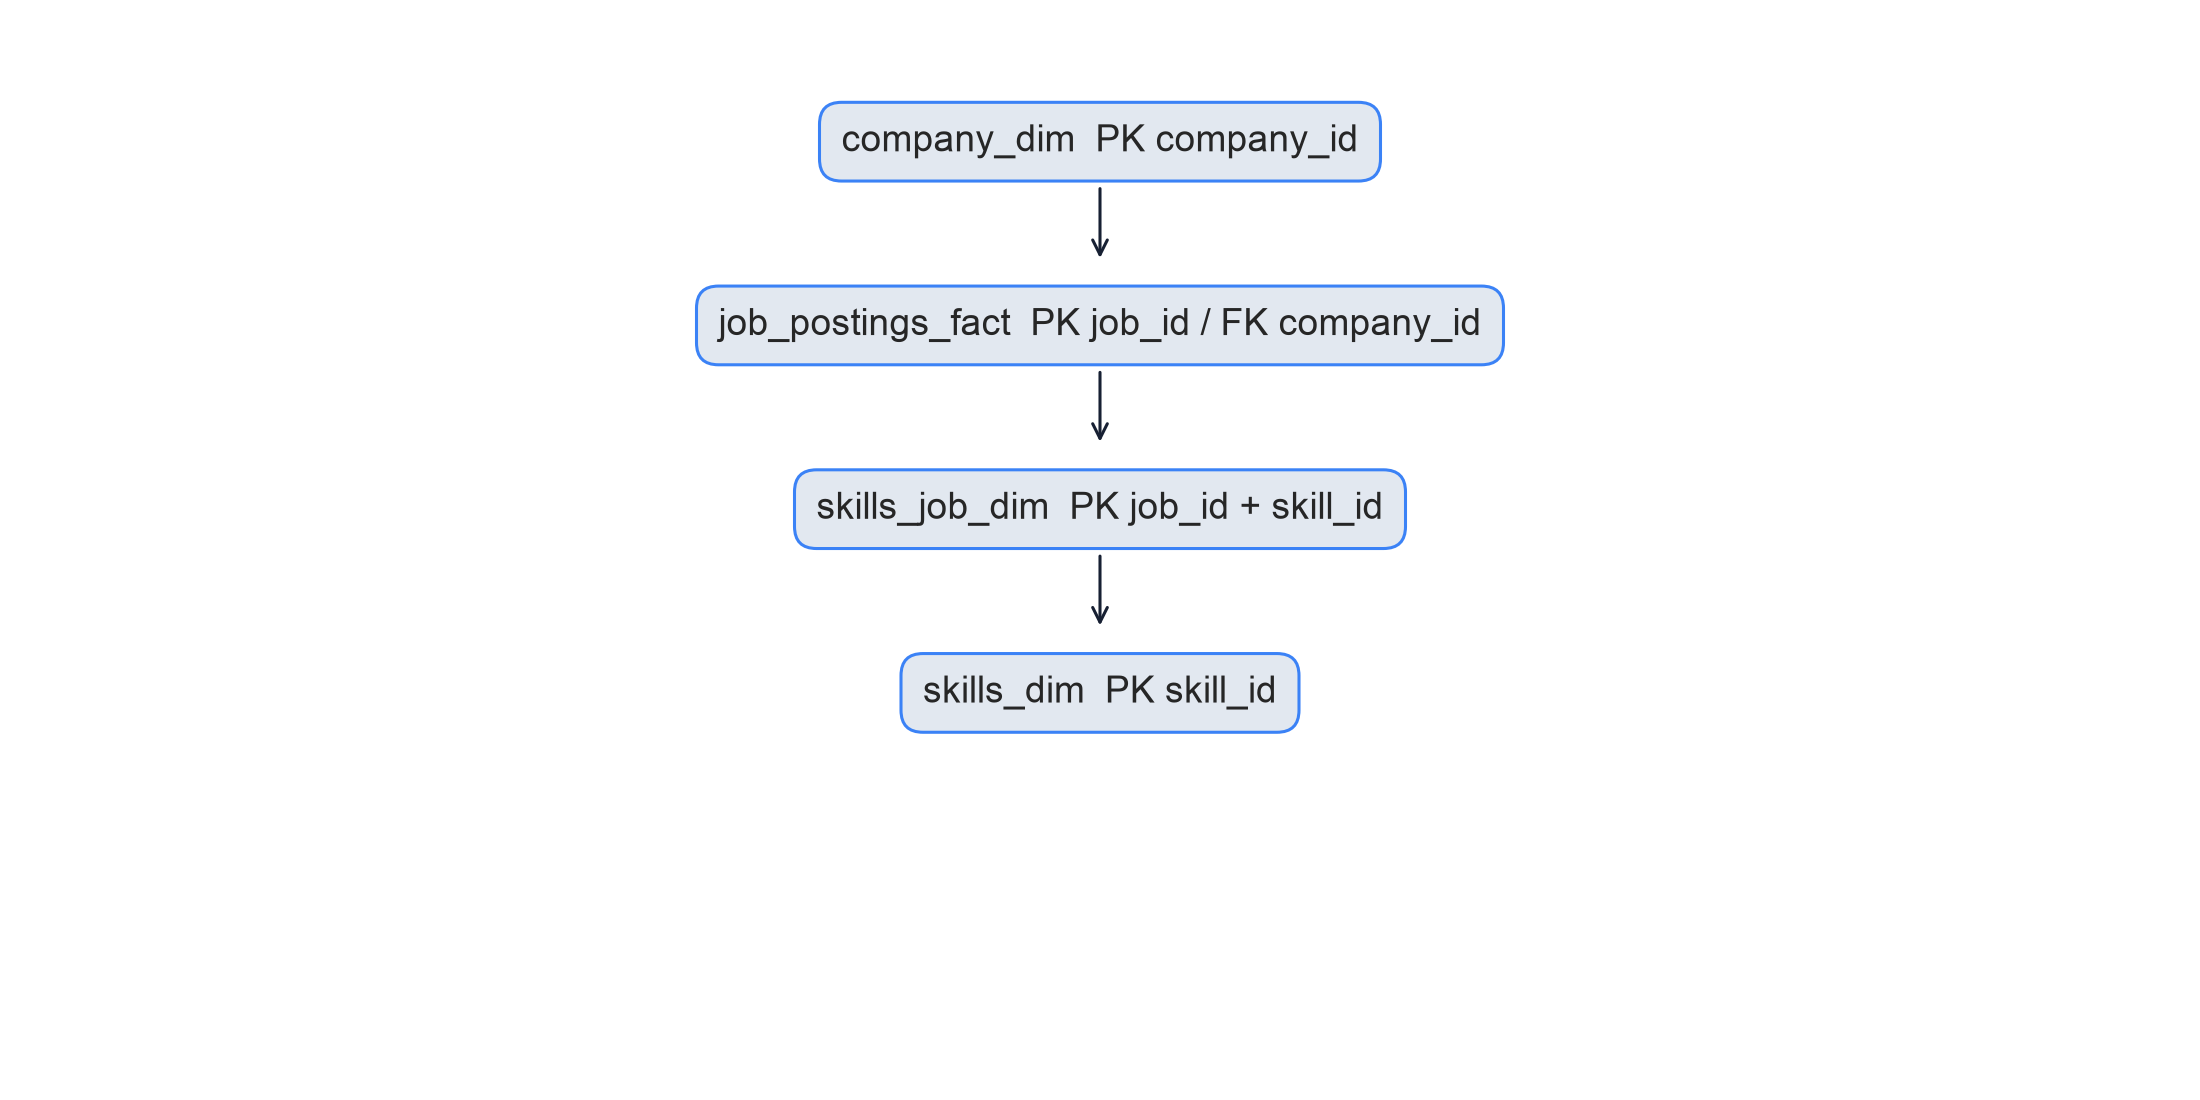 company_dim  PK company_id
job_postings_fact  PK job_id / FK company_id
skills_job_dim  PK job_id + skill_id
skills_dim  PK skill_id